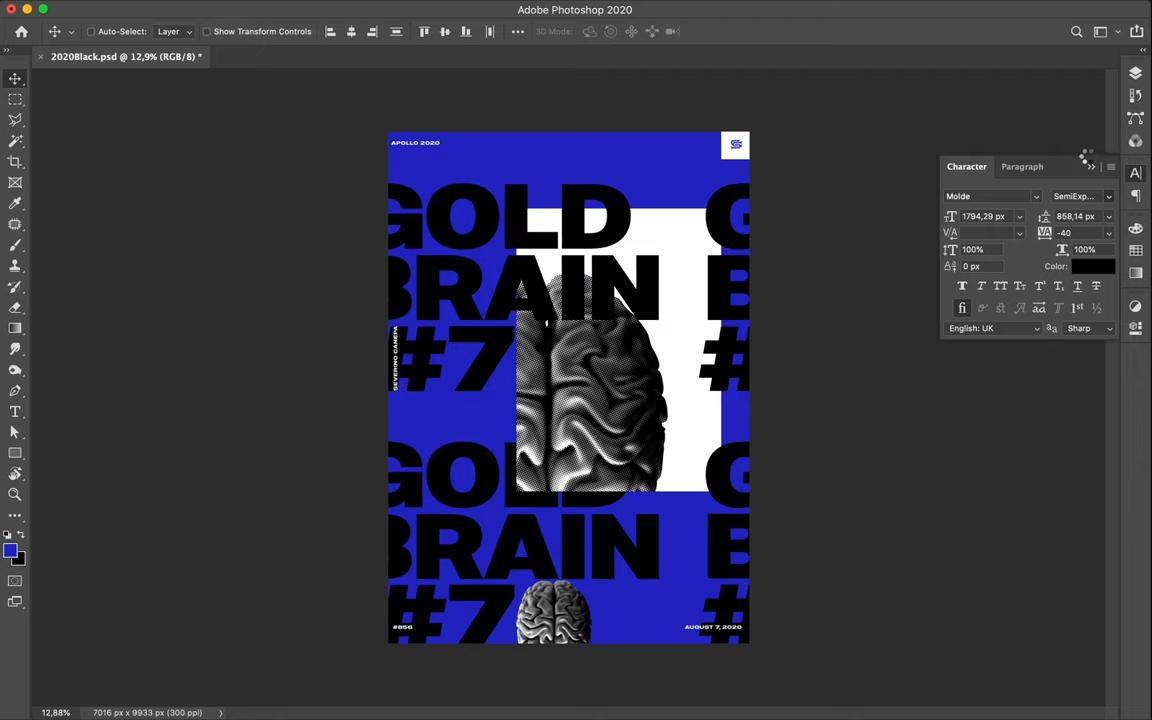 Adobe Photoshop 2020
Auto-Select: Layer Show Transform Controls 3D Mode:
2020Black.psd @ 12,9% (RGB/8) *
APOLLO 2020
GOLD G
BRAIN B
#7 #
SEVERINO CANEPA
GOLD G
BRAIN B
#7 #
#856
AUGUST 7, 2020
Character Paragraph
Molde SemiExp...
1794,29 px 858,14 px
-40
100% 100%
0 px Color:
English: UK Sharp
12,88% 7016 px x 9933 px (300 ppi)